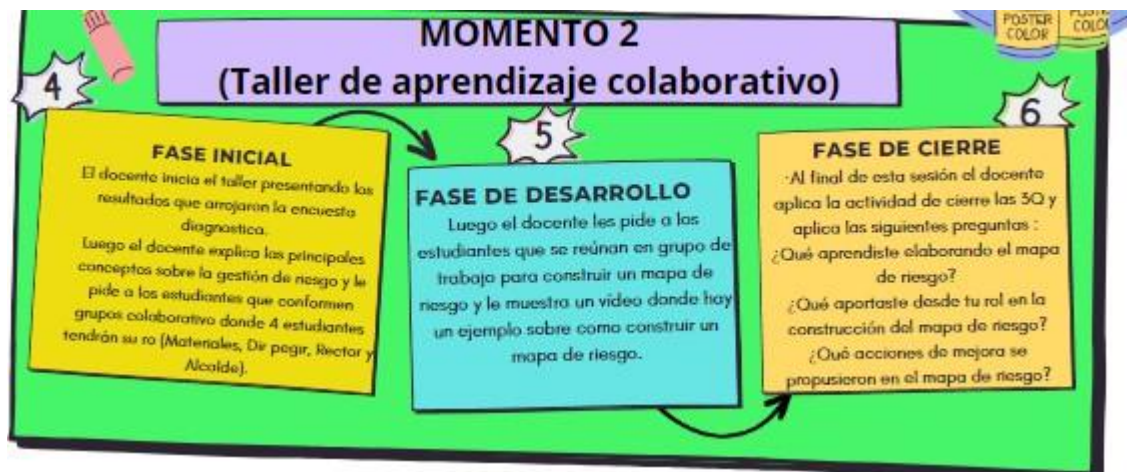 POSTER
COLOR
MOMENTO 2
(Taller de aprendizaje colaborativo)
4
FASE INICIAL
El docente inicia el taller presentando los
resultados que arrojaron la encuesta
diagnostica.
Luego el docente explica las principales
conceptos sobre la gestión de riesgo y le
pide a los estudiantes que conformen
grupos colaborativo donde 4 estudiantes
tendrán su ro (Materiales, Dir pegir, Rector y
Alcalde).
5
FASE DE DESARROLLO
Luego el docente les pide a los
estudiantes que se reúnan en grupo de
trabajo para construir un mapa de
riesgo y le muestra un vídeo donde hay
un ejemplo sobre como construir un
mapa de riesgo.
6
FASE DE CIERRE
·Al final de esta sesión el docente
aplica la actividad de cierre las 3Q y
aplica las siguientes preguntas :
¿Qué aprendiste elaborando el mapa
de riesgo?
¿Qué aportaste desde tu rol en la
construcción del mapa de riesgo?
¿Qué acciones de mejora se
propusieron en el mapa de riesgo?